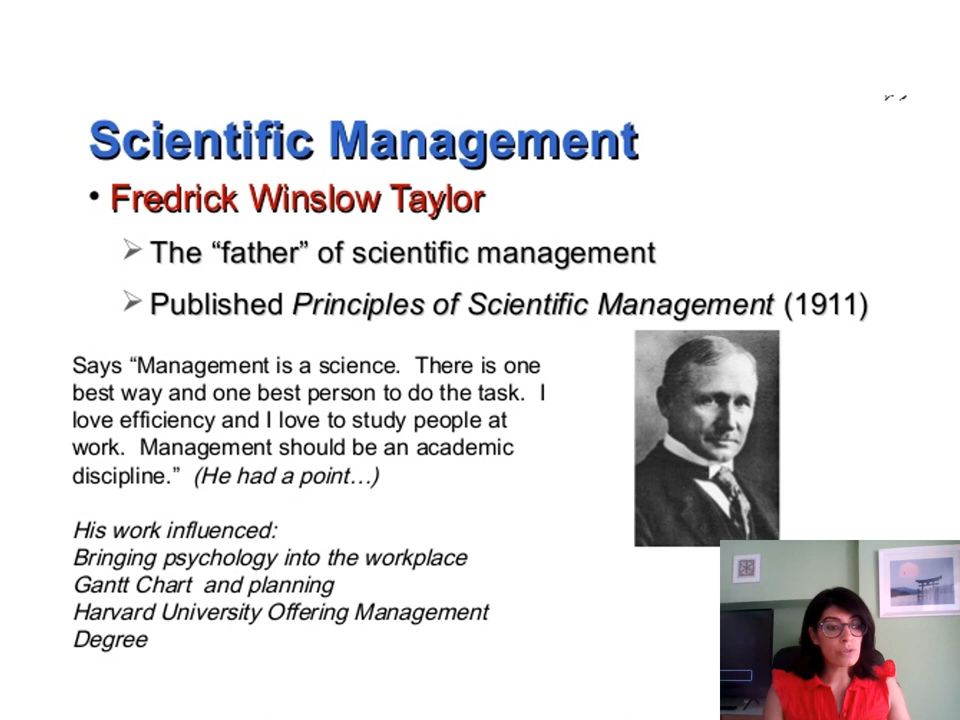 Scientific Management
• Fredrick Winslow Taylor
➢ The “father” of scientific management
➢ Published Principles of Scientific Management (1911)
Says “Management is a science. There is one
best way and one best person to do the task. I
love efficiency and I love to study people at
work. Management should be an academic
discipline.” (He had a point…)
His work influenced:
Bringing psychology into the workplace
Gantt Chart and planning
Harvard University Offering Management
Degree